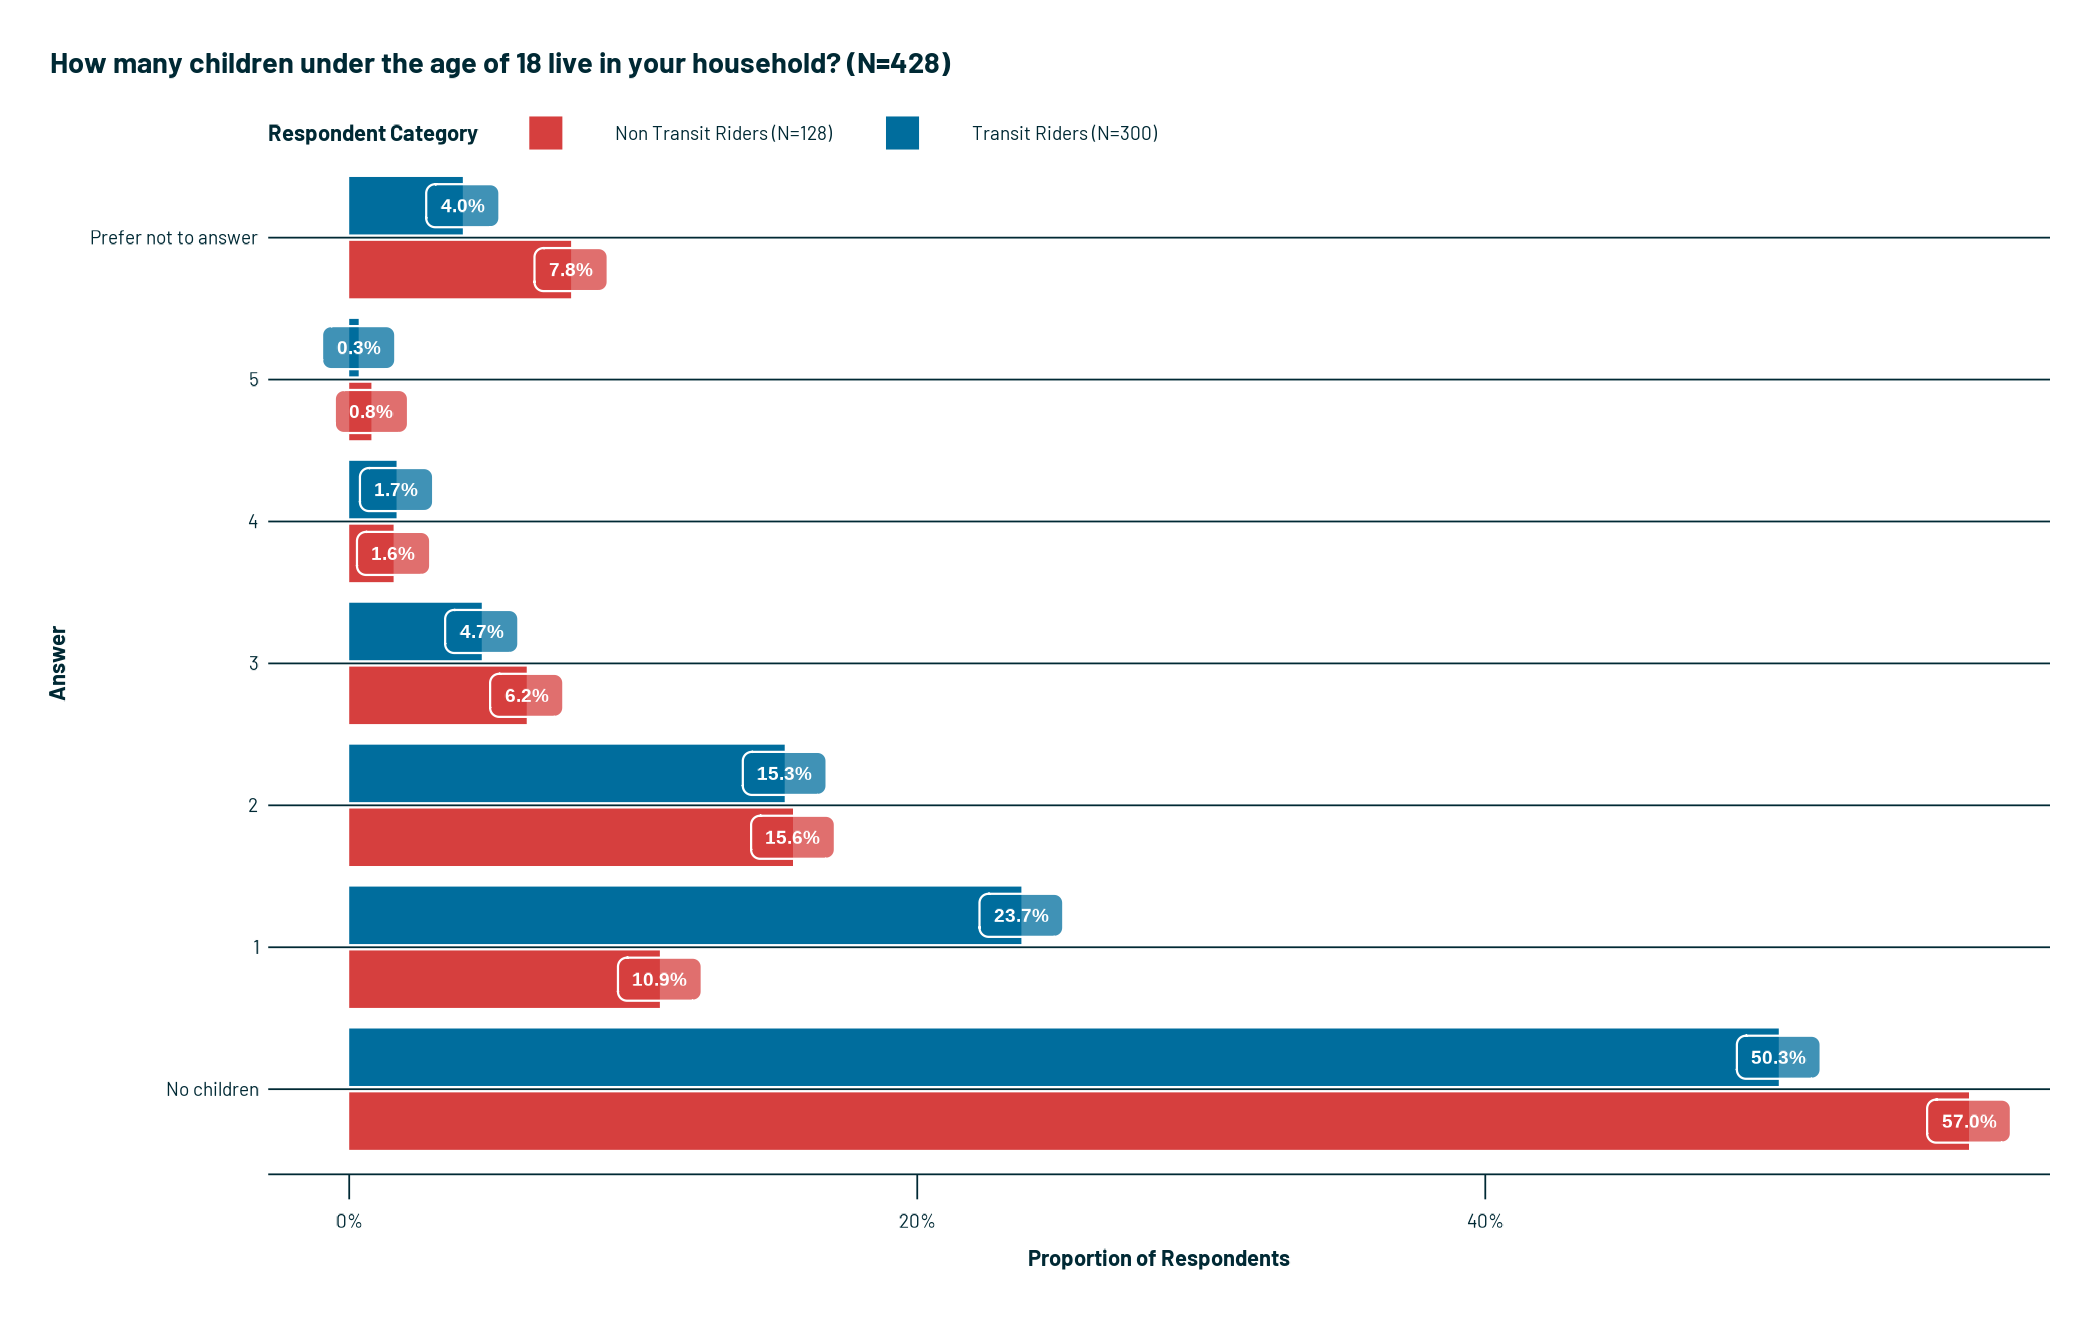 How many children under the age of 18 live in your household? (N=428)
Respondent Category Non Transit Riders (N=128) Transit Riders (N=300)
4.0%
Prefer not to answer
7.8%
0.3%
5
0.8%
1.7%
4
1.6%
4.7%
3
6.2%
15.3%
2
15.6%
23.7%
1
10.9%
50.3%
No children
57.0%
Answer
0% 20% 40%
Proportion of Respondents